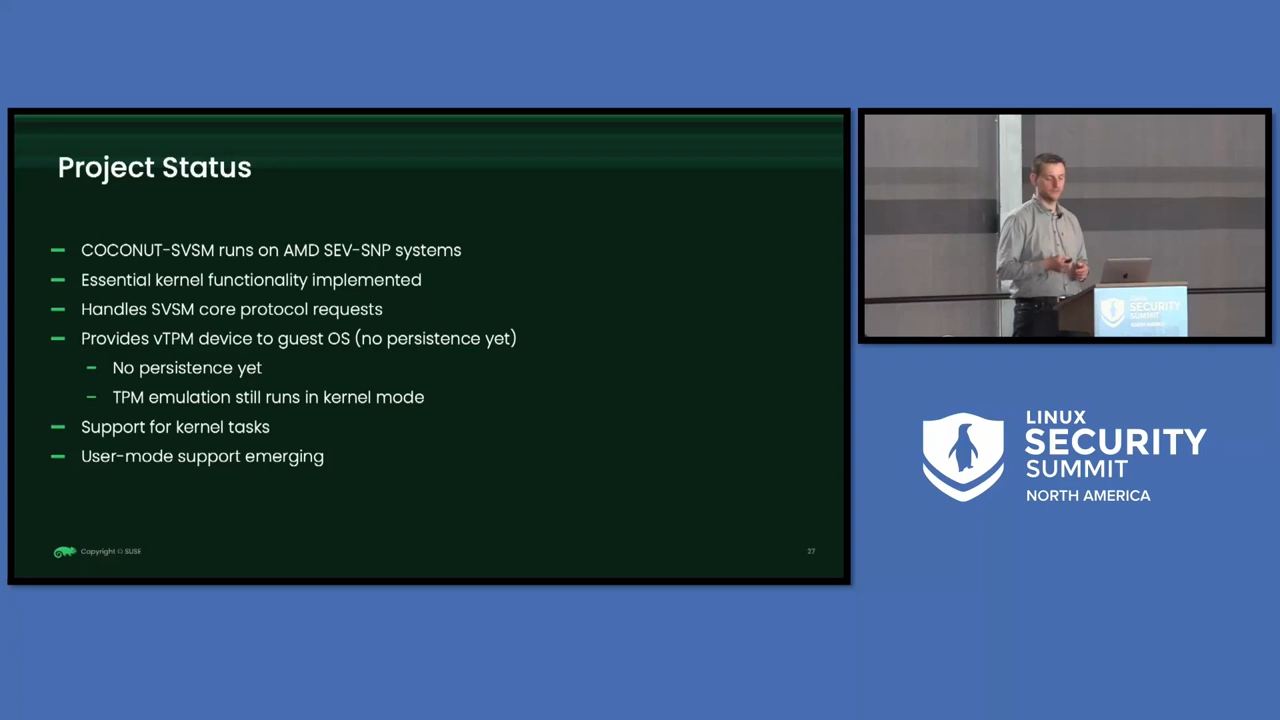 Project Status
COCONUT-SVSM runs on AMD SEV-SNP systems
Essential kernel functionality implemented
Handles SVSM core protocol requests
Provides vTPM device to guest OS (no persistence yet)
No persistence yet
TPM emulation still runs in kernel mode
Support for kernel tasks
User-mode support emerging
Copyright © SUSE
27
SECURITY
SUMMIT
LINUX
SECURITY
SUMMIT
NORTH AMERICA